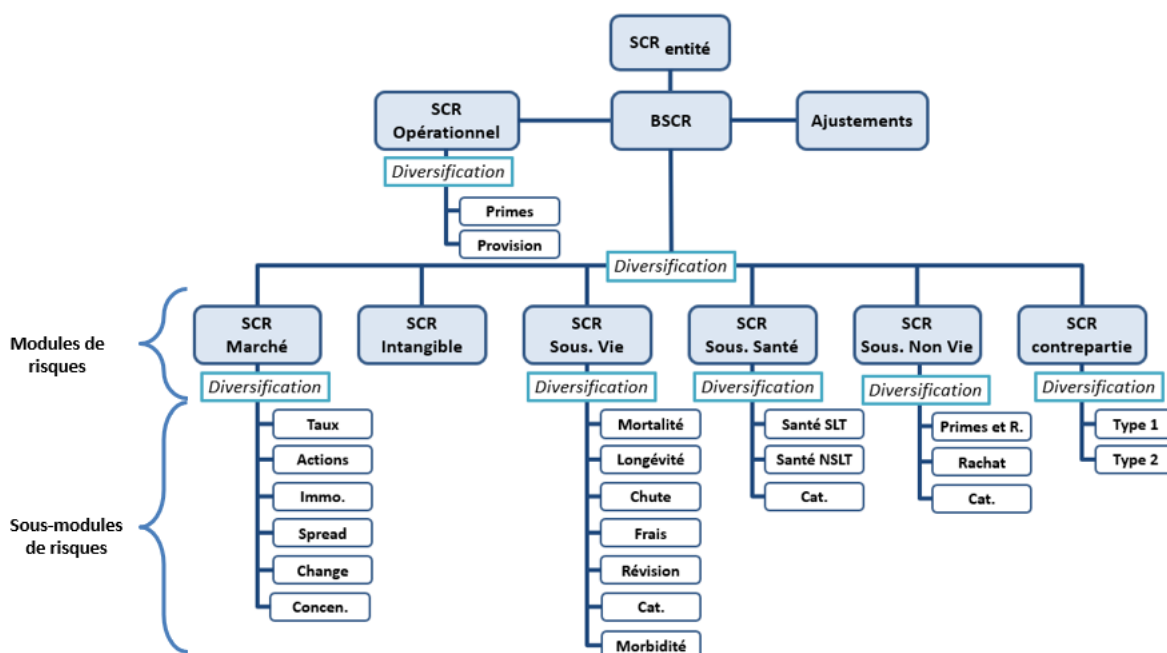 SCR entité
SCR
Opérationnel
BSCR
Ajustements
Diversification
Primes
Provision
Diversification
Modules de
risques
SCR
Marché
SCR
Intangible
SCR
Sous. Vie
SCR
Sous. Santé
SCR
Sous. Non Vie
SCR
contrepartie
Diversification
Diversification
Diversification
Diversification
Diversification
Sous-modules
de risques
Taux
Actions
Immo.
Spread
Change
Concen.
Mortalité
Longévité
Chute
Frais
Révision
Cat.
Morbidité
Santé SLT
Santé NSLT
Cat.
Primes et R.
Rachat
Cat.
Type 1
Type 2